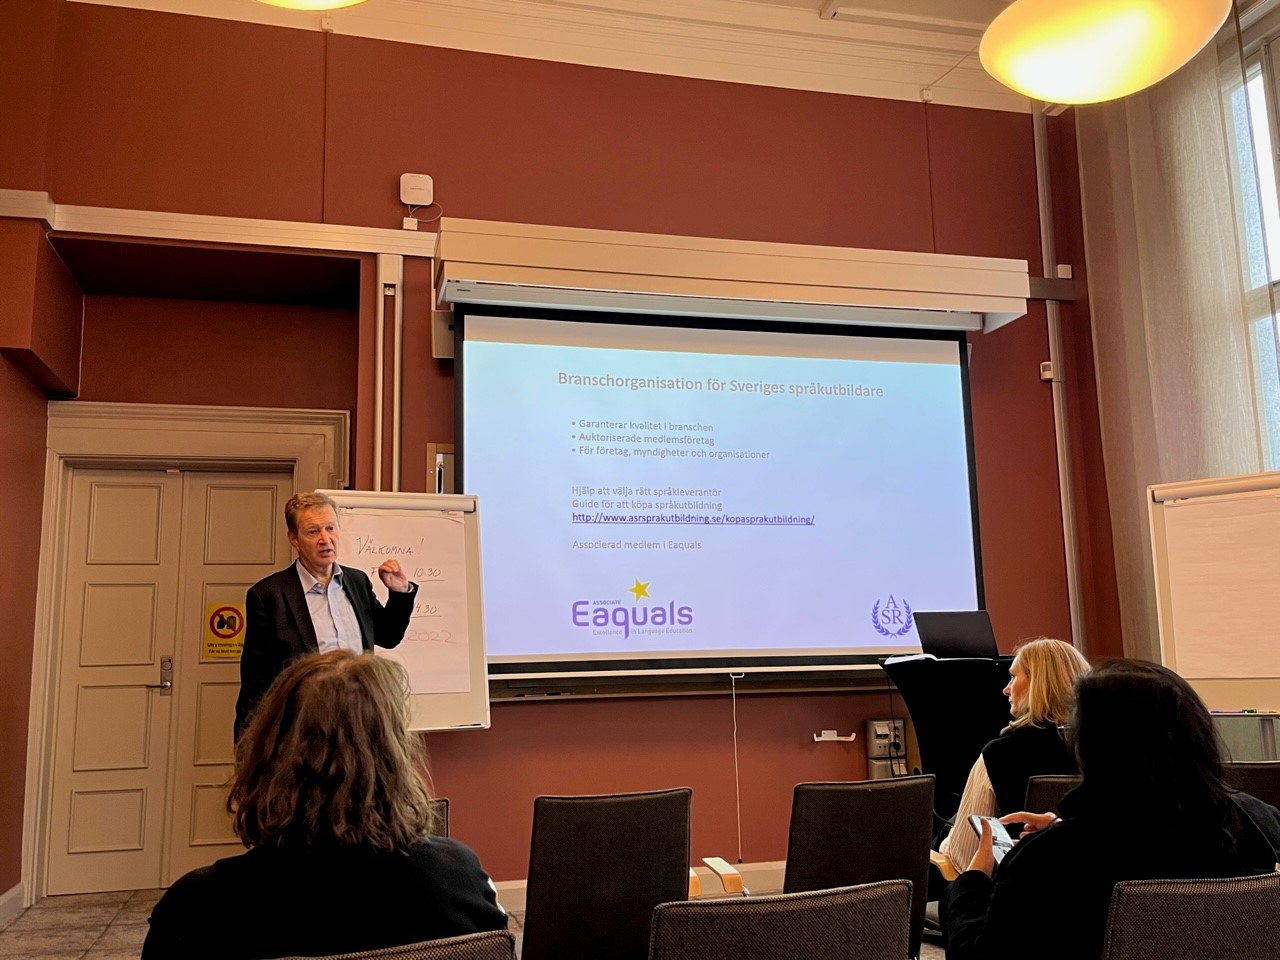 Branschorganisation för Sveriges språkutbildare
• Garanterar kvalitet i branschen
• Auktoriserade medlemsföretag
• För företag, myndigheter och organisationer
Hjälp att välja rätt språkleverantör
Guide för att köpa språkutbildning
http://www.asrsprakutbildning.se/kopasprakutbildning/
Associerad medlem i Eaquals
ASSOCIATE
Eaquals
Excellence in Language Education
A
SR
VÄLKOMNA!
10.30
2022